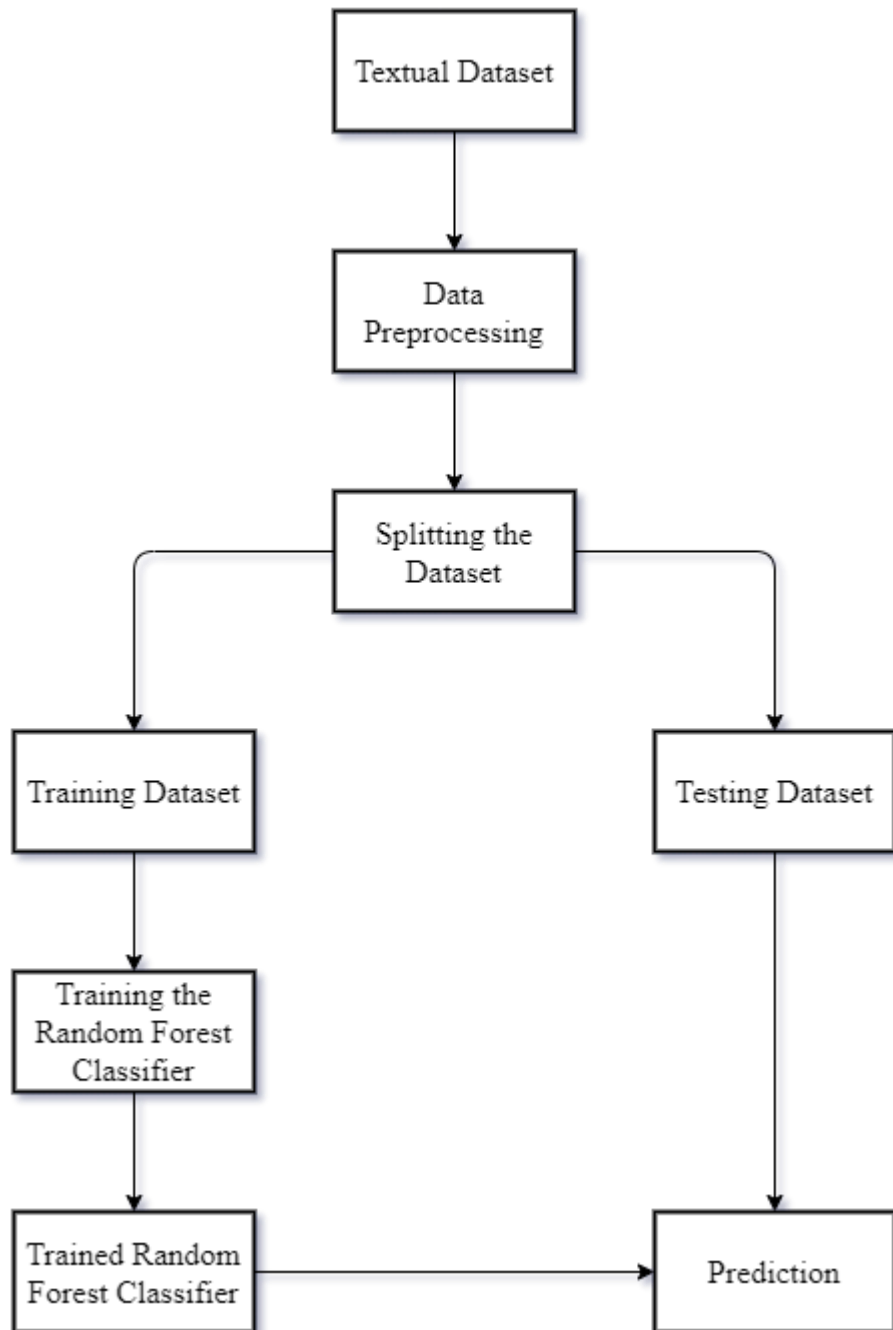 Textual Dataset
Data
Preprocessing
Splitting the
Dataset
Training Dataset
Testing Dataset
Training the
Random Forest
Classifier
Trained Random
Forest Classifier
Prediction